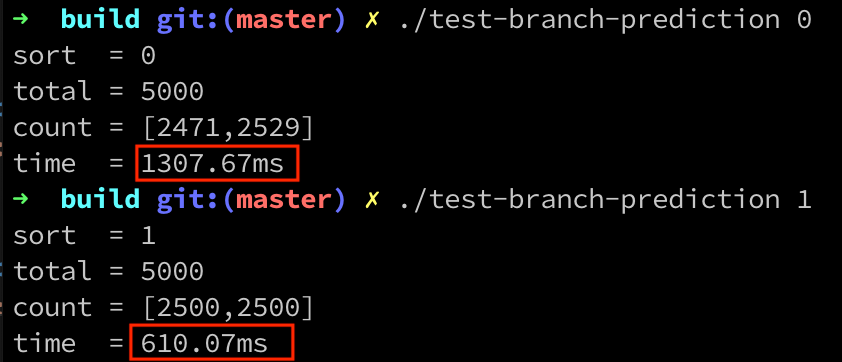 → build git:(master) ✗ ./test-branch-prediction 0
sort = 0
total = 5000
count = [2471,2529]
time = 1307.67ms
→ build git:(master) ✗ ./test-branch-prediction 1
sort = 1
total = 5000
count = [2500,2500]
time = 610.07ms